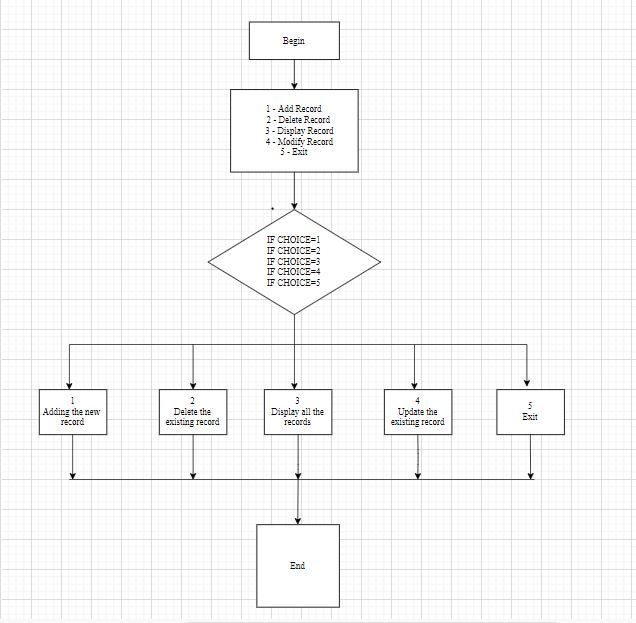 Begin
1 - Add Record
2 - Delete Record
3 - Display Record
4 - Modify Record
5 - Exit
IF CHOICE=1
IF CHOICE=2
IF CHOICE=3
IF CHOICE=4
IF CHOICE=5
1
Adding the new
record
2
Delete the
existing record
3
Display all the
records
4
Update the
existing record
5
Exit
End